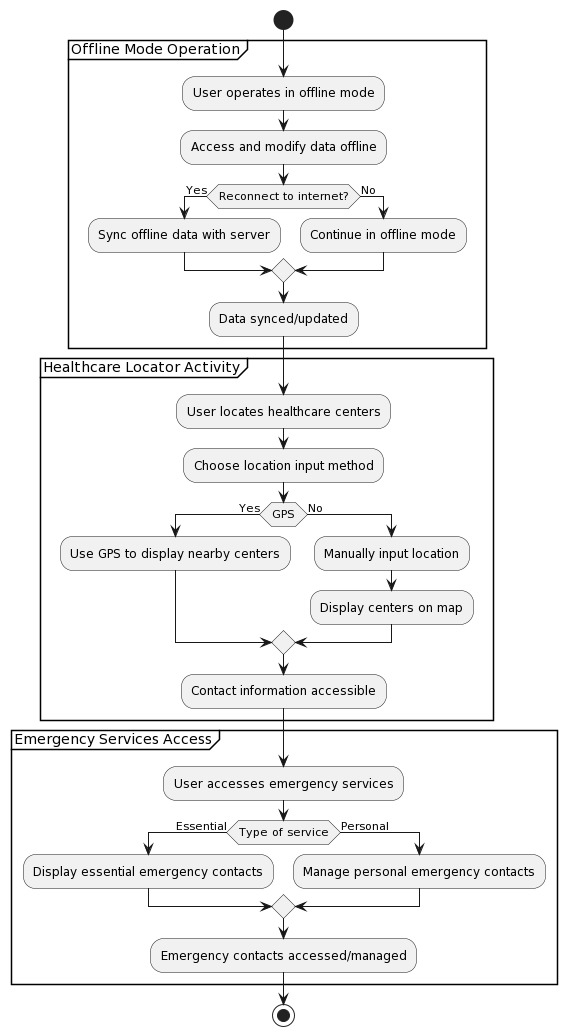 Offline Mode Operation
User operates in offline mode
Access and modify data offline
Yes
Reconnect to internet?
No
Sync offline data with server
Continue in offline mode
Data synced/updated
Healthcare Locator Activity
User locates healthcare centers
Choose location input method
Yes
GPS
No
Use GPS to display nearby centers
Manually input location
Display centers on map
Contact information accessible
Emergency Services Access
User accesses emergency services
Essential
Type of service
Personal
Display essential emergency contacts
Manage personal emergency contacts
Emergency contacts accessed/managed